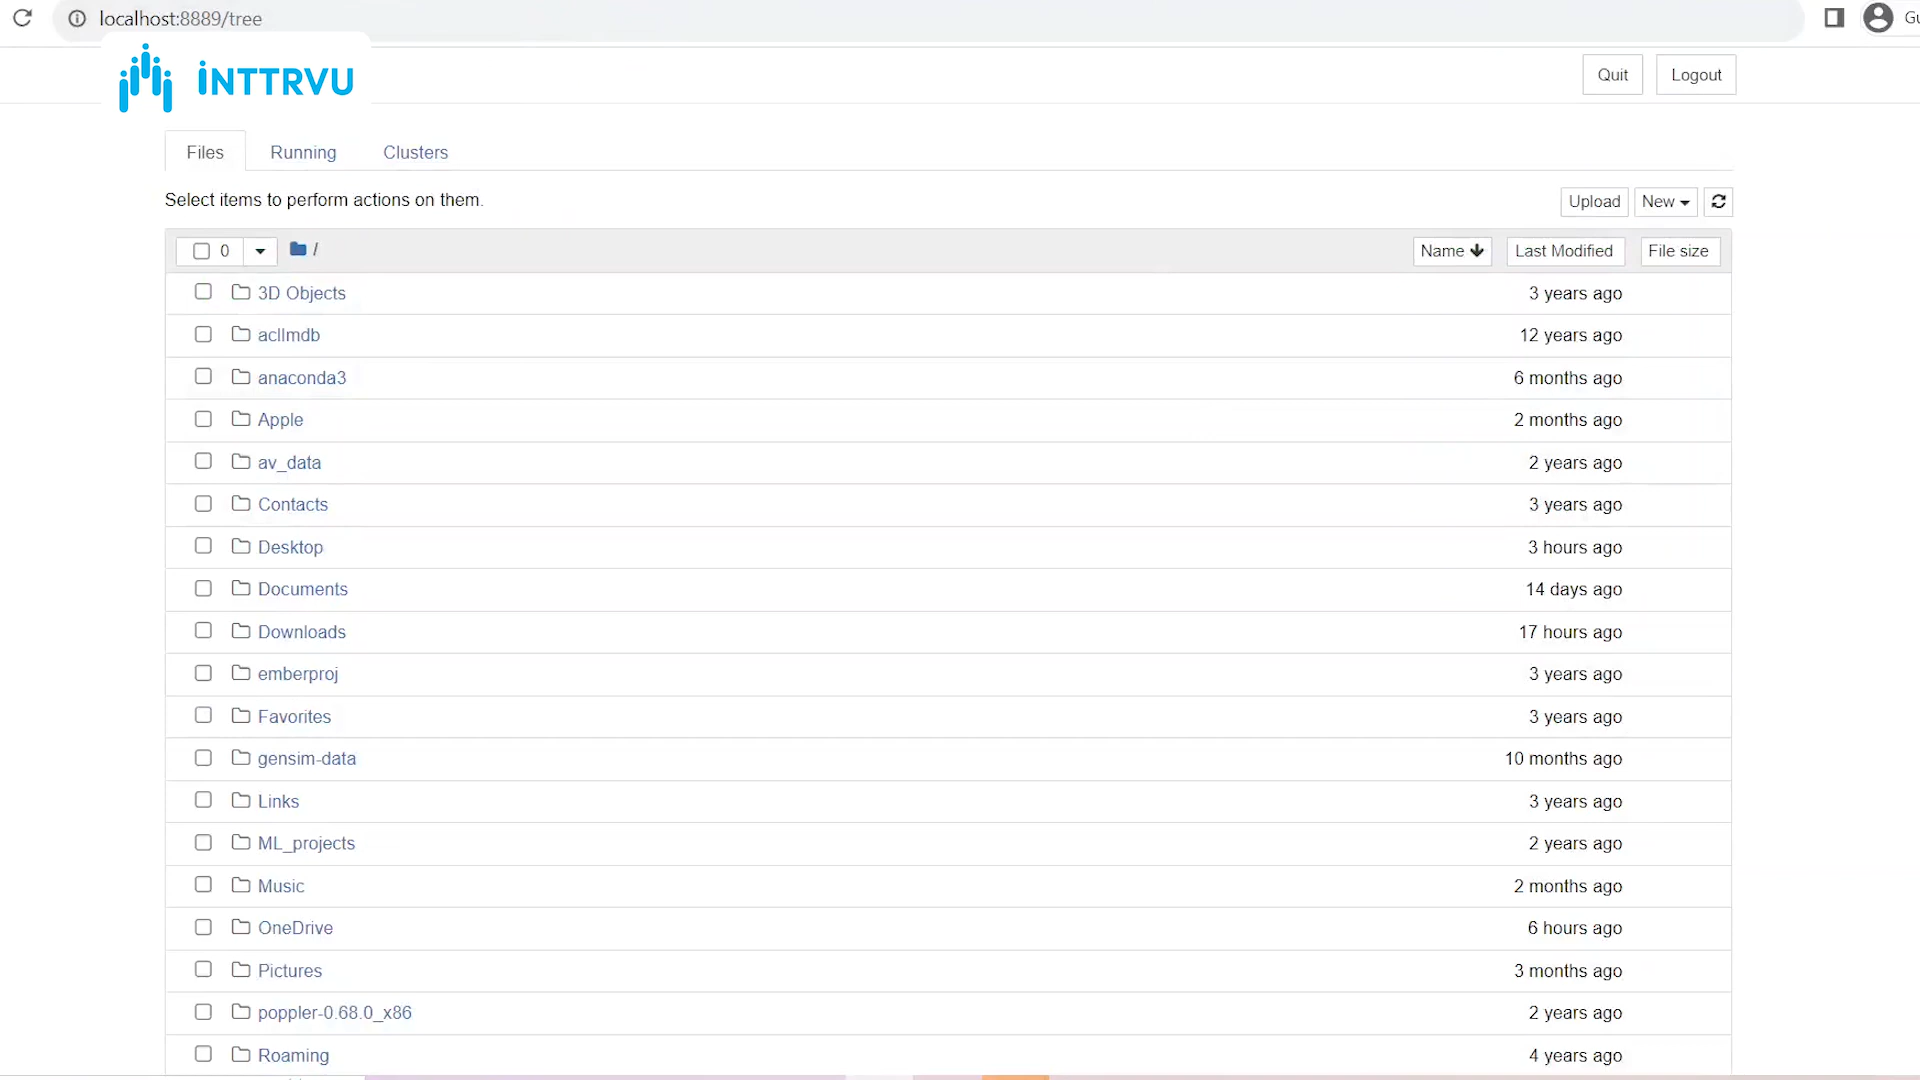 localhost:8889/tree
Gu
INTTRVU
Quit
Logout
Files
Running
Clusters
Select items to perform actions on them.
Upload
New
0
/
Name
Last Modified
File size
3D Objects
3 years ago
aclImdb
12 years ago
anaconda3
6 months ago
Apple
2 months ago
av_data
2 years ago
Contacts
3 years ago
Desktop
3 hours ago
Documents
14 days ago
Downloads
17 hours ago
emberproj
3 years ago
Favorites
3 years ago
gensim-data
10 months ago
Links
3 years ago
ML_projects
2 years ago
Music
2 months ago
OneDrive
6 hours ago
Pictures
3 months ago
poppler-0.68.0_x86
2 years ago
Roaming
4 years ago